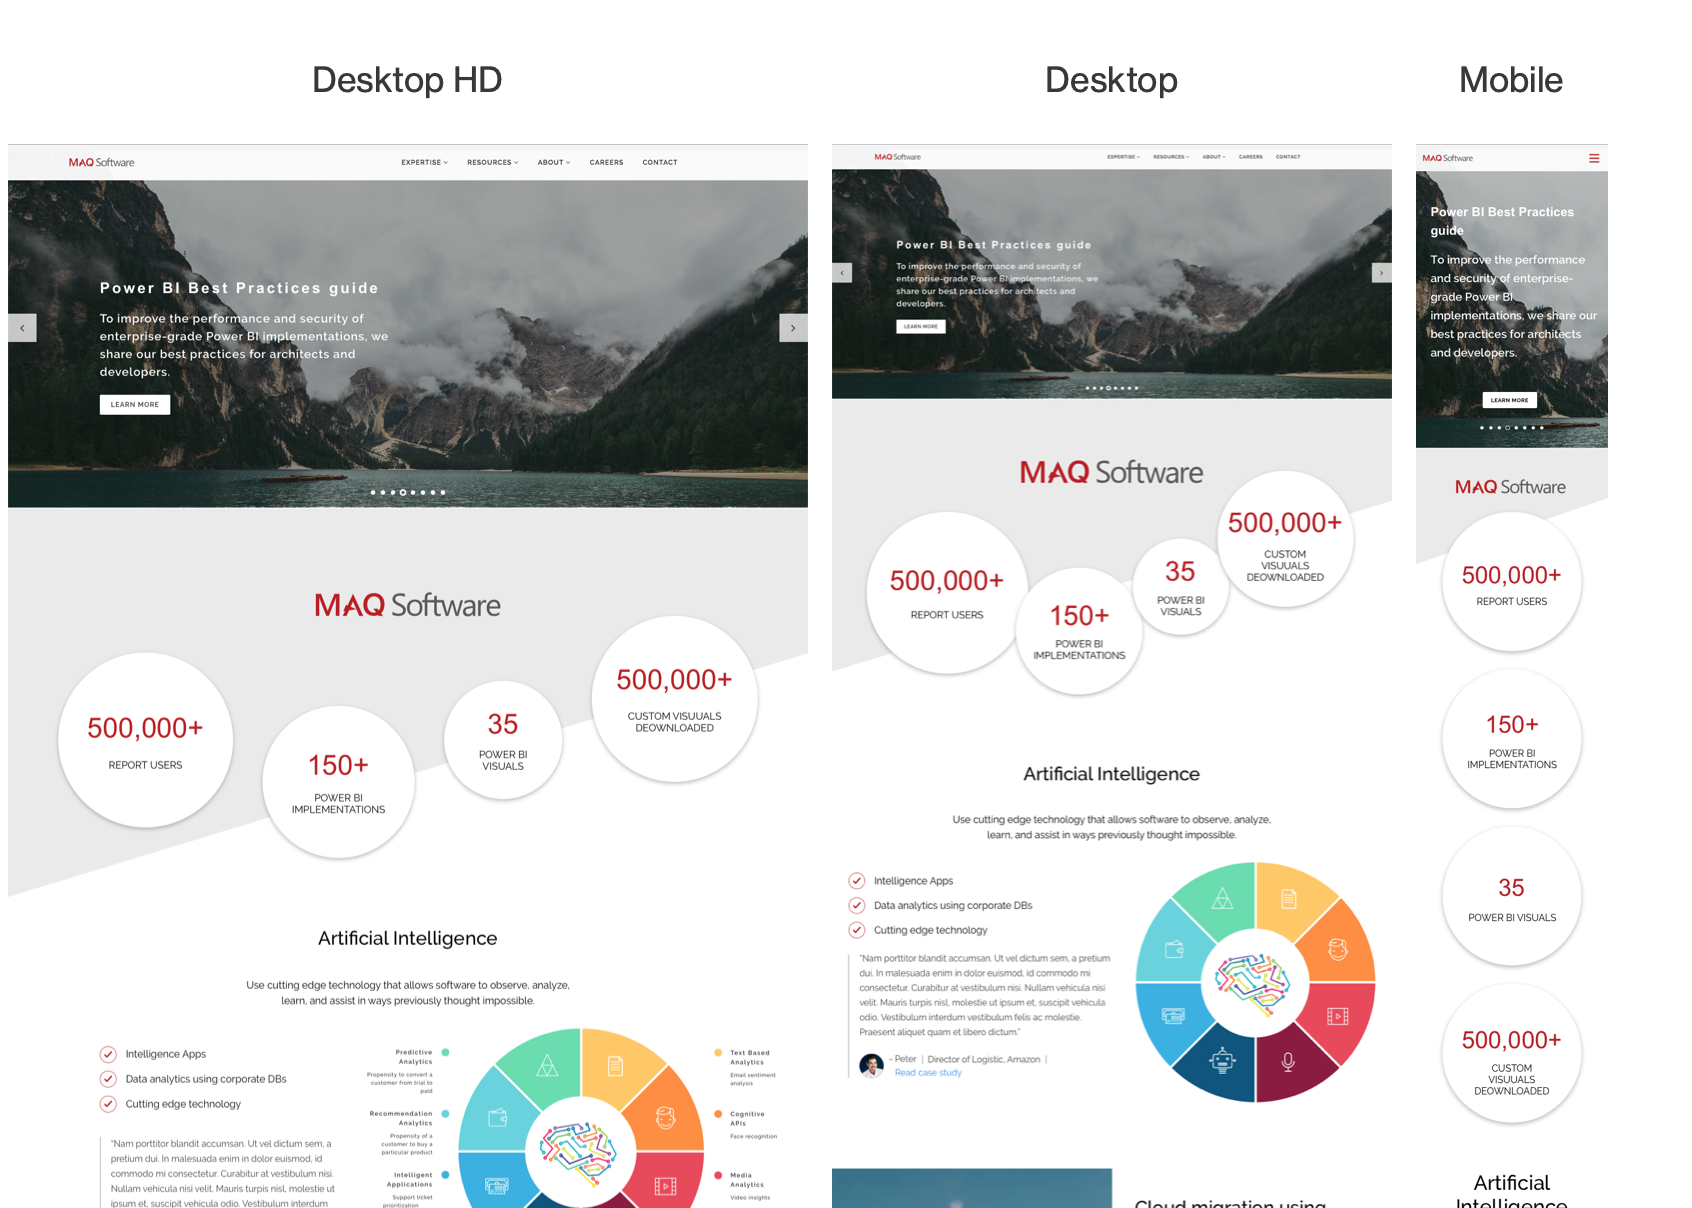 Desktop HD
MAQ Software
EXPERTISE
RESOURCES
ABOUT
CAREERS
CONTACT
Power BI Best Practices guide
To improve the performance and security of
enterprise-grade Power BI implementations, we
share our best practices for architects and
developers.
LEARN MORE
MAQ Software
500,000+
REPORT USERS
150+
POWER BI
IMPLEMENTATIONS
35
POWER BI
VISUALS
500,000+
CUSTOM VISUUALS
DEOWNLOADED
Artificial Intelligence
Use cutting edge technology that allows software to observe, analyze,
learn, and assist in ways previously thought impossible.
Intelligence Apps
Data analytics using corporate DBs
Cutting edge technology
"Nam porttitor blandit accumsan. Ut vel dictum sem, a
pretium dui. In malesuada enim in dolor euismod, id
commodo mi consectetur. Curabitur at vestibulum nisi.
Nullam vehicula nisi velit. Mauris turpis nisl, molestie ut
ipsum et, suscipit vehicula odio. Vestibulum interdum
Predictive
Analytics
Propensity to convert a
customer from trial to
paid
Recommendation
Analytics
Propensity of a
customer to buy a
particular product
Intelligent
Applications
Support ticket
prioritization
Text Based
Analytics
Email sentiment
analysis
Cognitive
APIs
Face recognition
Media
Analytics
Video insights
Desktop
MAQ Software
EXPERTISE
RESOURCES
ABOUT
CAREERS
CONTACT
Power BI Best Practices guide
To improve the performance and security of
enterprise-grade Power BI implementations, we
share our best practices for architects and
developers.
LEARN MORE
MAQ Software
500,000+
REPORT USERS
150+
POWER BI
IMPLEMENTATIONS
35
POWER BI
VISUALS
500,000+
CUSTOM
VISUUALS
DEOWNLOADED
Artificial Intelligence
Use cutting edge technology that allows software to observe, analyze,
learn, and assist in ways previously thought impossible.
Intelligence Apps
Data analytics using corporate DBs
Cutting edge technology
"Nam porttitor blandit accumsan. Ut vel dictum sem, a pretium
dui. In malesuada enim in dolor euismod, id commodo mi
consectetur. Curabitur at vestibulum nisi. Nullam vehicula nisi
velit. Mauris turpis nisl, molestie ut ipsum et, suscipit vehicula
odio. Vestibulum interdum vestibulum felis ac molestie.
Praesent aliquet quam et libero dictum."
- Peter | Director of Logistic, Amazon |
Read case study
Cloud migration using
Mobile
MAQ Software
Power BI Best Practices
guide
To improve the performance
and security of enterprise-
grade Power BI
implementations, we share our
best practices for architects
and developers.
LEARN MORE
MAQ Software
500,000+
REPORT USERS
150+
POWER BI
IMPLEMENTATIONS
35
POWER BI VISUALS
500,000+
CUSTOM
VISUUALS
DEOWNLOADED
Artificial
Intelligence